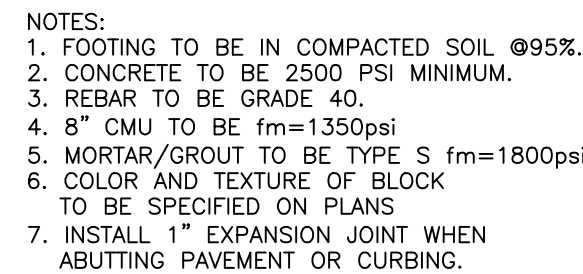 NOTES:
1. FOOTING TO BE IN COMPACTED SOIL @95%.
2. CONCRETE TO BE 2500 PSI MINIMUM.
3. REBAR TO BE GRADE 40.
4. 8" CMU TO BE fm=1350psi
5. MORTAR/GROUT TO BE TYPE S fm=1800psi
6. COLOR AND TEXTURE OF BLOCK
TO BE SPECIFIED ON PLANS
7. INSTALL 1" EXPANSION JOINT WHEN
ABUTTING PAVEMENT OR CURBING.